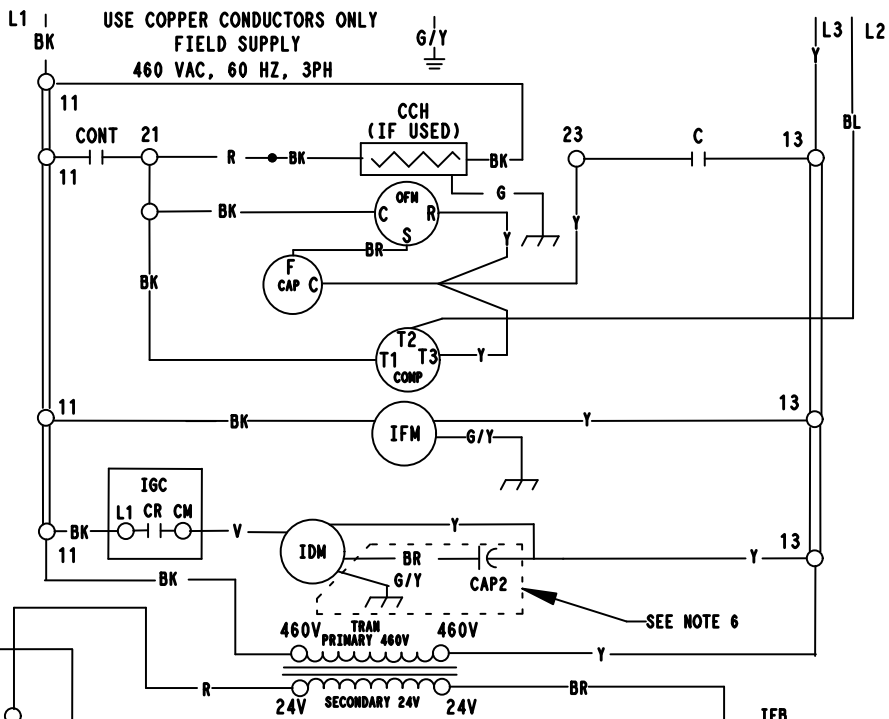 L1
USE COPPER CONDUCTORS ONLY
BK
FIELD SUPPLY
G/Y
L3
L2
460 VAC, 60 HZ, 3PH
Y
11
CCH
(IF USED)
BL
CONT
21
23
C
13
R
BK
BK
11
G
OFM
BK
C
R
Y
Y
S
BR
F
BK
CAP
C
T2
T1
T3
Y
COMP
11
13
BK
IFM
Y
G/Y
IGC
L1
CR
CM
BK
V
Y
11
IDM
BR
Y
13
BK
G/Y
CAP2
SEE NOTE 6
460V
TRAN
460V
PRIMARY 460V
Y
R
BR
24V
SECONDARY 24V
24V
IFB